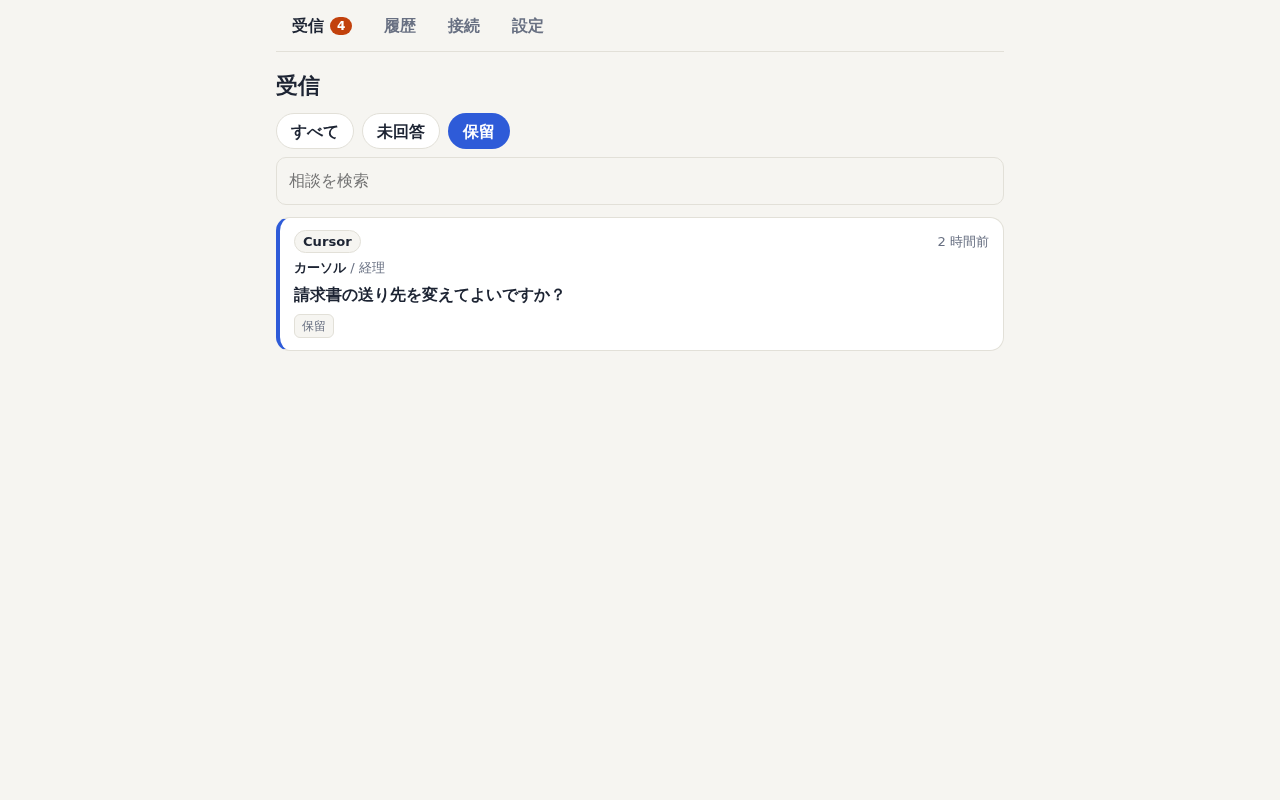 受信 4 履歴 接続 設定
受信
すべて 未回答 保留
相談を検索
Cursor 2 時間前
カーソル / 経理
請求書の送り先を変えてよいですか？
保留